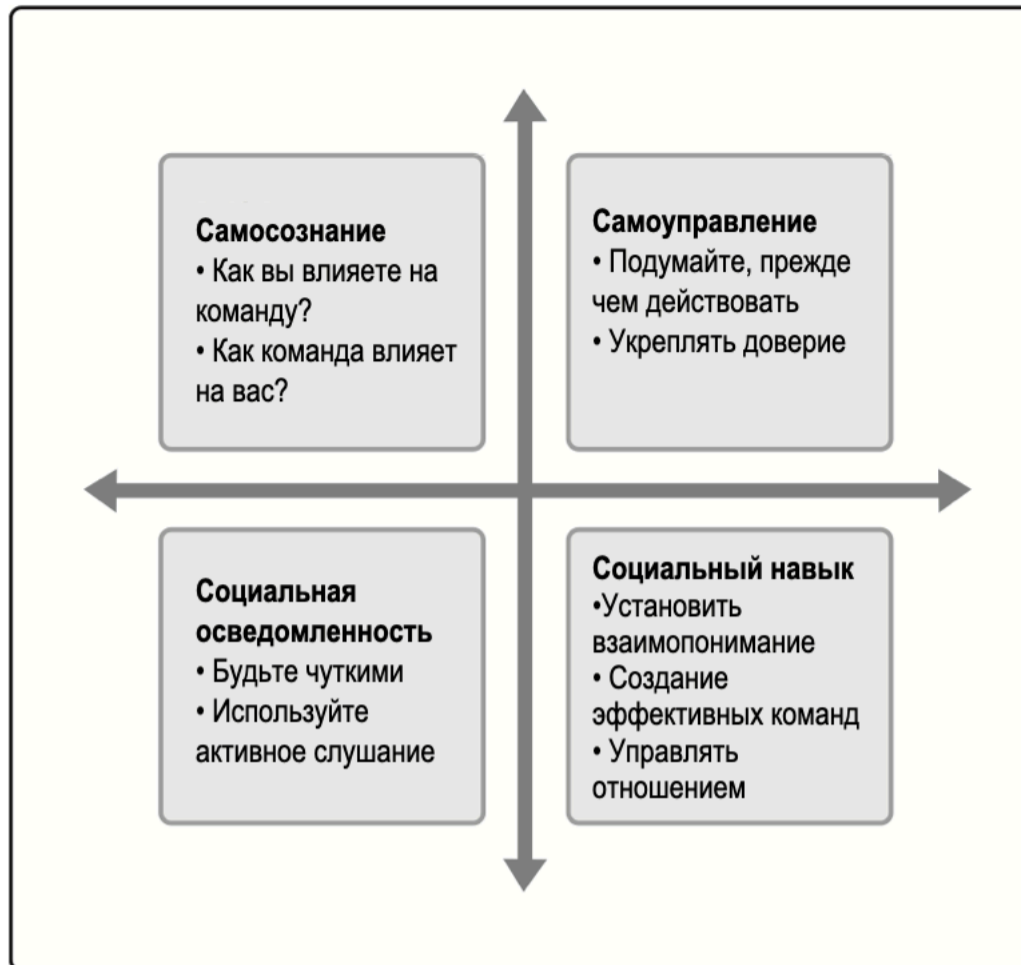 Самосознание
• Как вы влияете на
команду?
• Как команда влияет
на вас?
Самоуправление
• Подумайте, прежде
чем действовать
• Укреплять доверие
Социальная
осведомленность
• Будьте чуткими
• Используйте
активное слушание
Социальный навык
•Установить
взаимопонимание
• Создание
эффективных команд
• Управлять
отношением